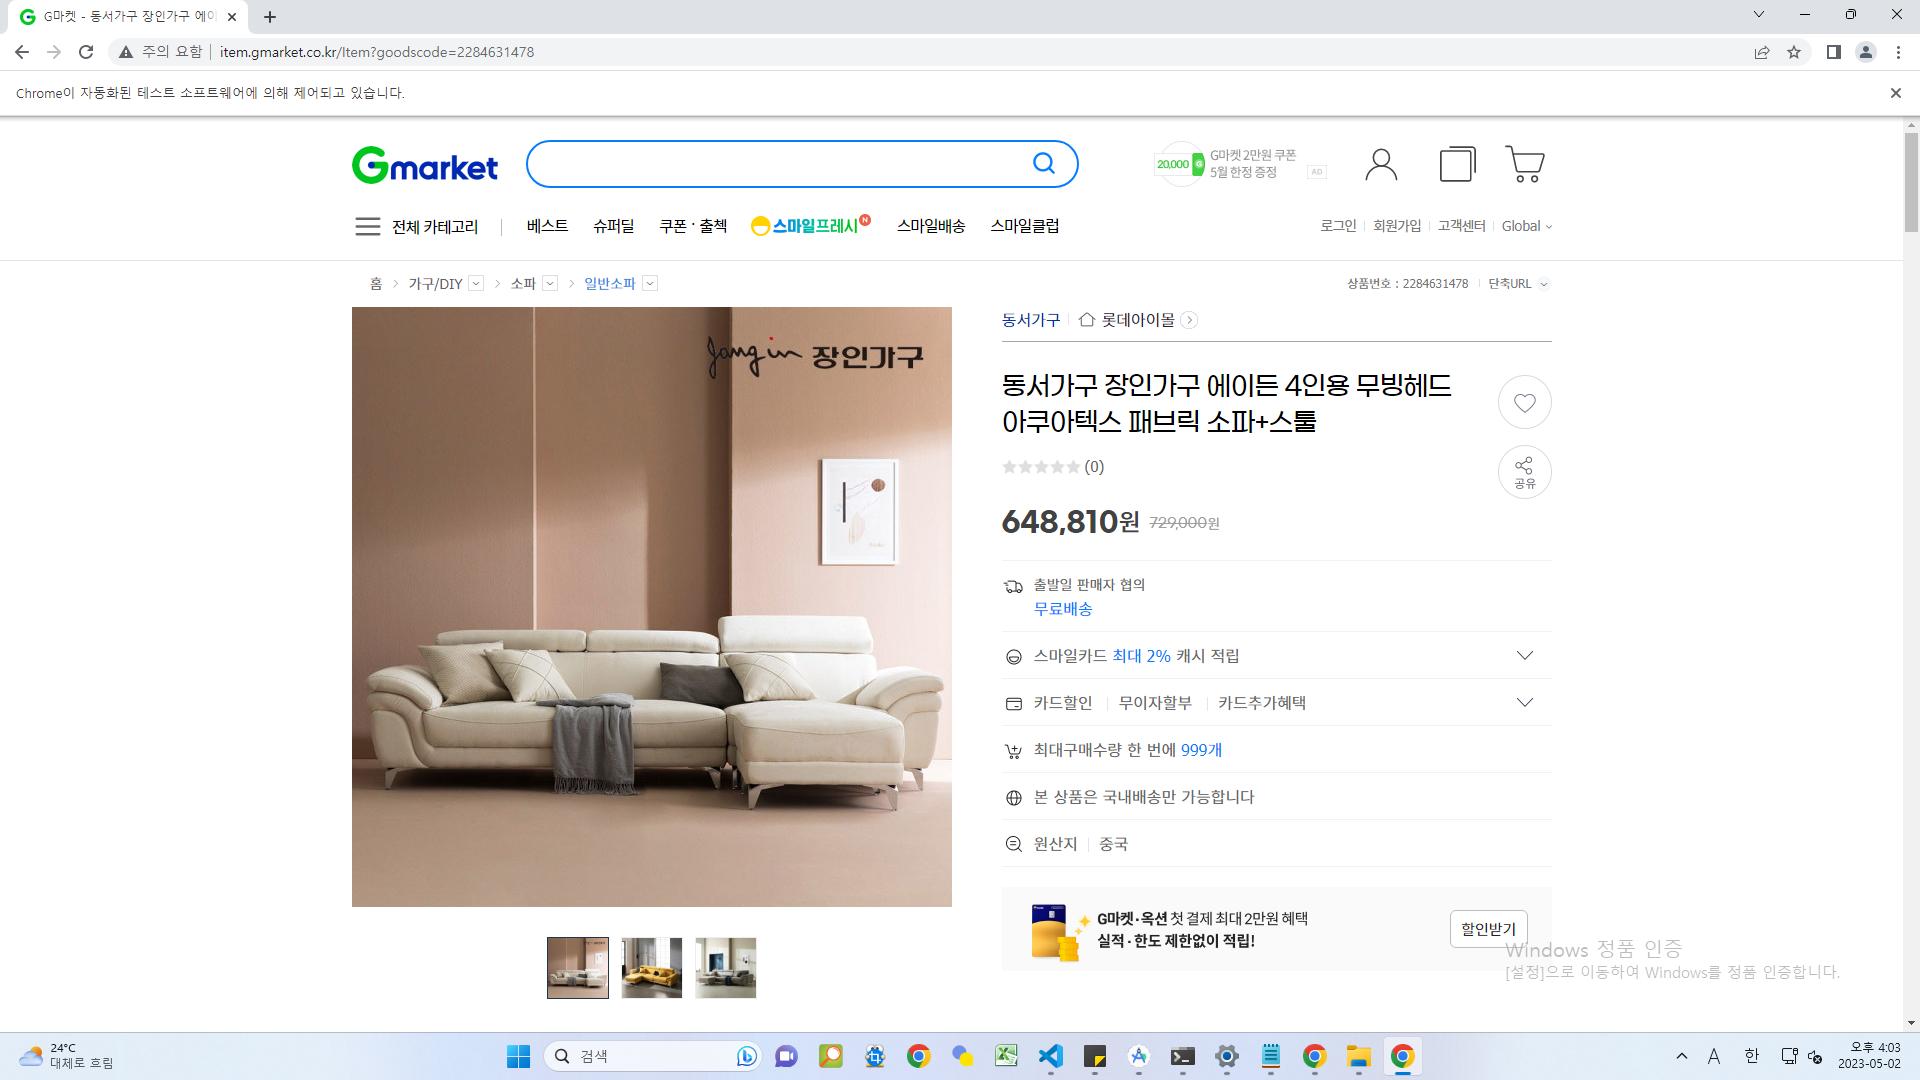 G마켓 - 동서가구 장인가구 에이
주의 요함 item.gmarket.co.kr/Item?goodscode=2284631478
Chrome이 자동화된 테스트 소프트웨어에 의해 제어되고 있습니다.
Gmarket
20,000 G마켓 2만원 쿠폰
5월 한정 증정 AD
전체 카테고리 베스트 슈퍼딜 쿠폰·출첵 스마일프레시 N 스마일배송 스마일클럽
로그인 회원가입 고객센터 Global
홈 가구/DIY 소파 일반소파
상품번호 : 2284631478 단축URL
Jangin 장인가구
동서가구 롯데아이몰
동서가구 장인가구 에이든 4인용 무빙헤드
아쿠아텍스 패브릭 소파+스툴
(0)
공유
648,810원 729,000원
출발일 판매자 협의
무료배송
스마일카드 최대 2% 캐시 적립
카드할인 무이자할부 카드추가혜택
최대구매수량 한 번에 999개
본 상품은 국내배송만 가능합니다
원산지 중국
G마켓·옥션 첫 결제 최대 2만원 혜택
실적·한도 제한없이 적립!
할인받기
Windows 정품 인증
[설정]으로 이동하여 Windows를 정품 인증합니다.
24°C
대체로 흐림
검색
A 한
오후 4:03
2023-05-02